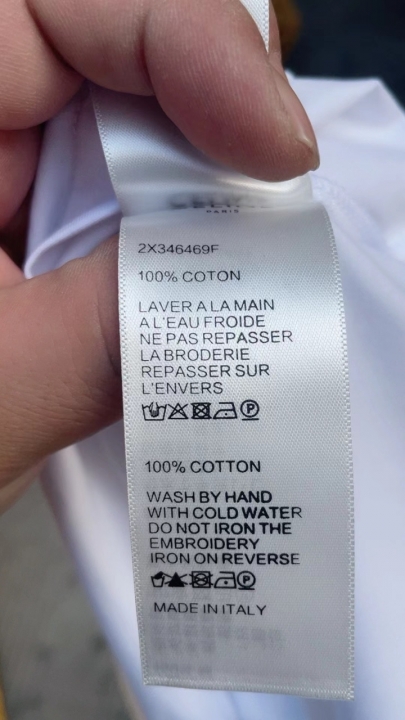 PARIS
2X346469F
100% COTON
LAVER A LA MAIN
A L'EAU FROIDE
NE PAS REPASSER
LA BRODERIE
REPASSER SUR
L'ENVERS
100% COTTON
WASH BY HAND
WITH COLD WATER
DO NOT IRON THE
EMBROIDERY
IRON ON REVERSE
MADE IN ITALY